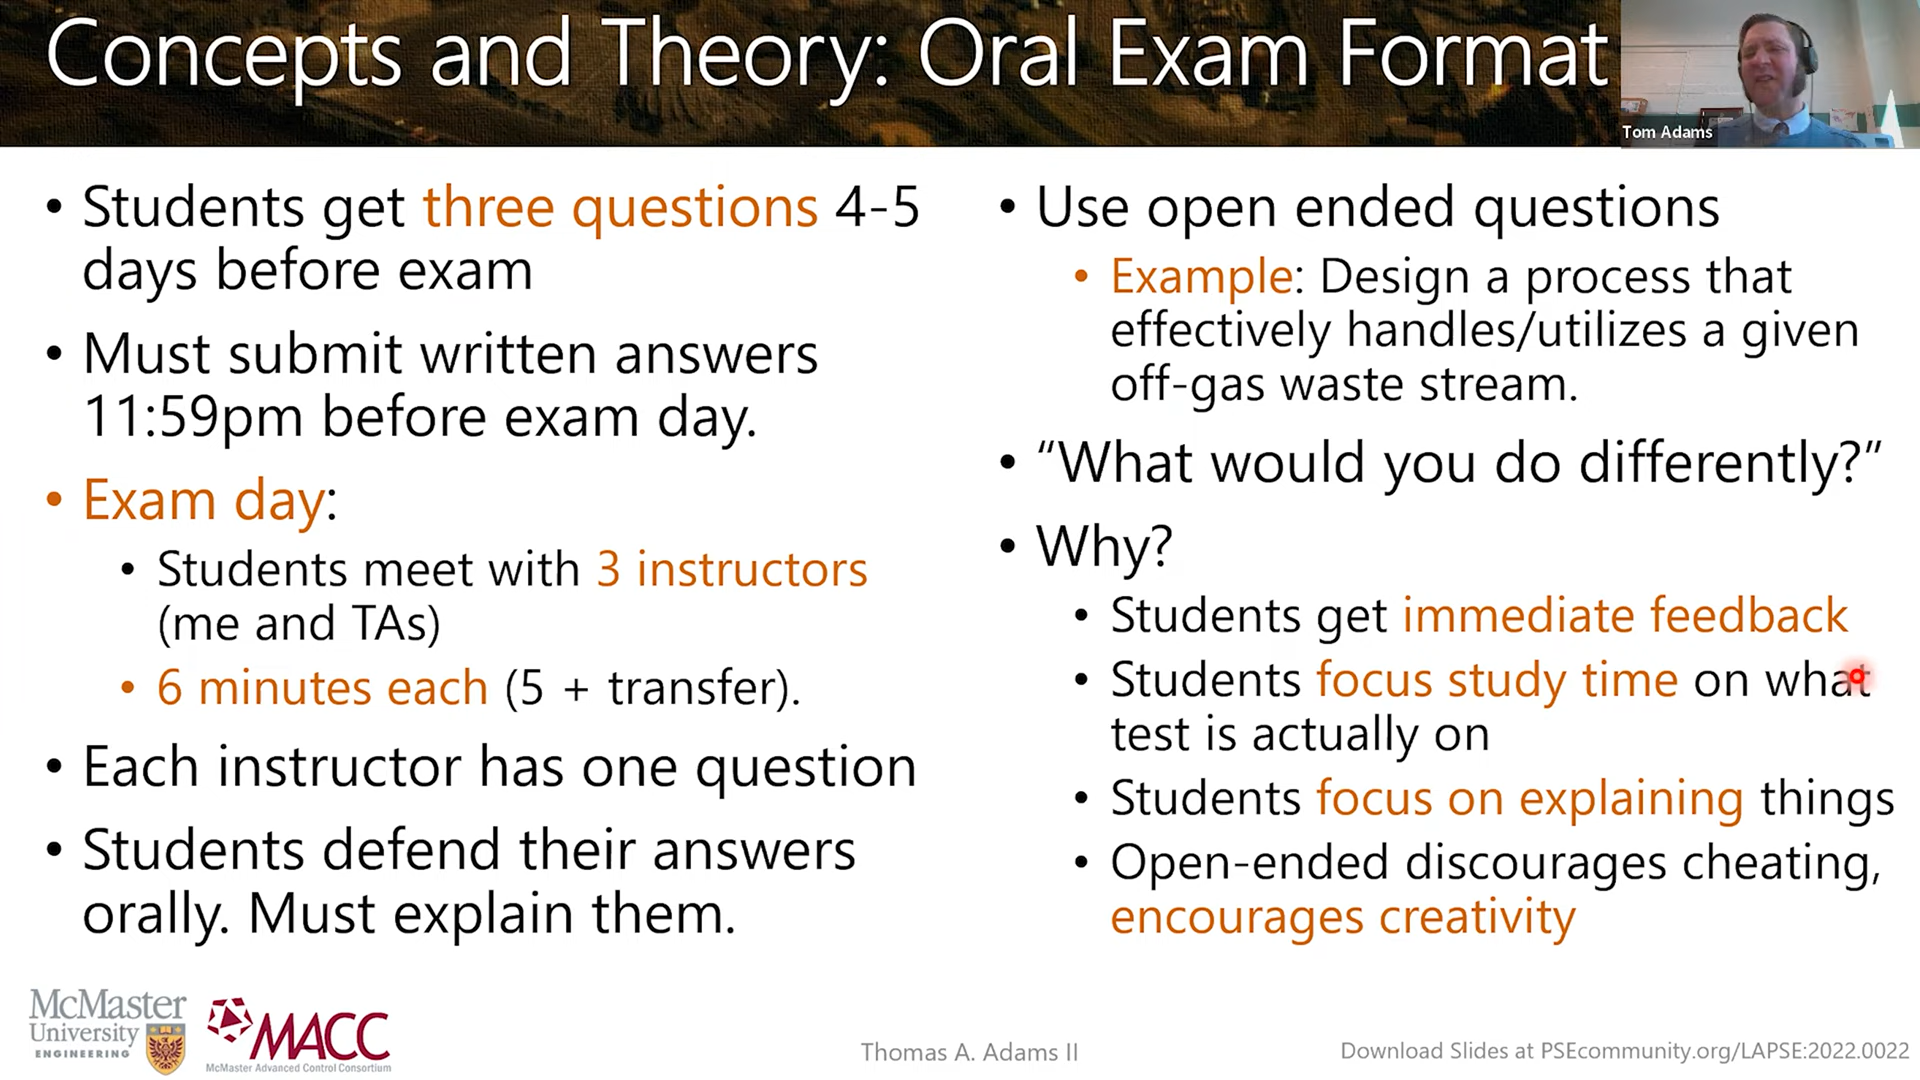 Concepts and Theory: Oral Exam Format
Tom Adams
• Students get three questions 4-5
days before exam
• Must submit written answers
11:59pm before exam day.
• Exam day:
• Students meet with 3 instructors
(me and TAs)
• 6 minutes each (5 + transfer).
• Each instructor has one question
• Students defend their answers
orally. Must explain them.
• Use open ended questions
• Example: Design a process that
effectively handles/utilizes a given
off-gas waste stream.
• “What would you do differently?”
• Why?
• Students get immediate feedback
• Students focus study time on what
test is actually on
• Students focus on explaining things
• Open-ended discourages cheating,
encourages creativity
McMaster
University
ENGINEERING
MACC
McMaster Advanced Control Consortium
Thomas A. Adams II
Download Slides at PSEcommunity.org/LAPSE:2022.0022